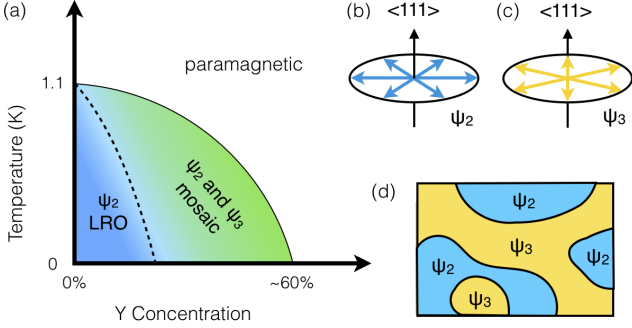 (a)
Temperature (K)
1.1
0
paramagnetic
ψ2
LRO
ψ2 and ψ3
mosaic
0%
~60%
Y Concentration
(b)
<111>
ψ2
(c)
<111>
ψ3
(d)
ψ2
ψ3
ψ2
ψ2
ψ3